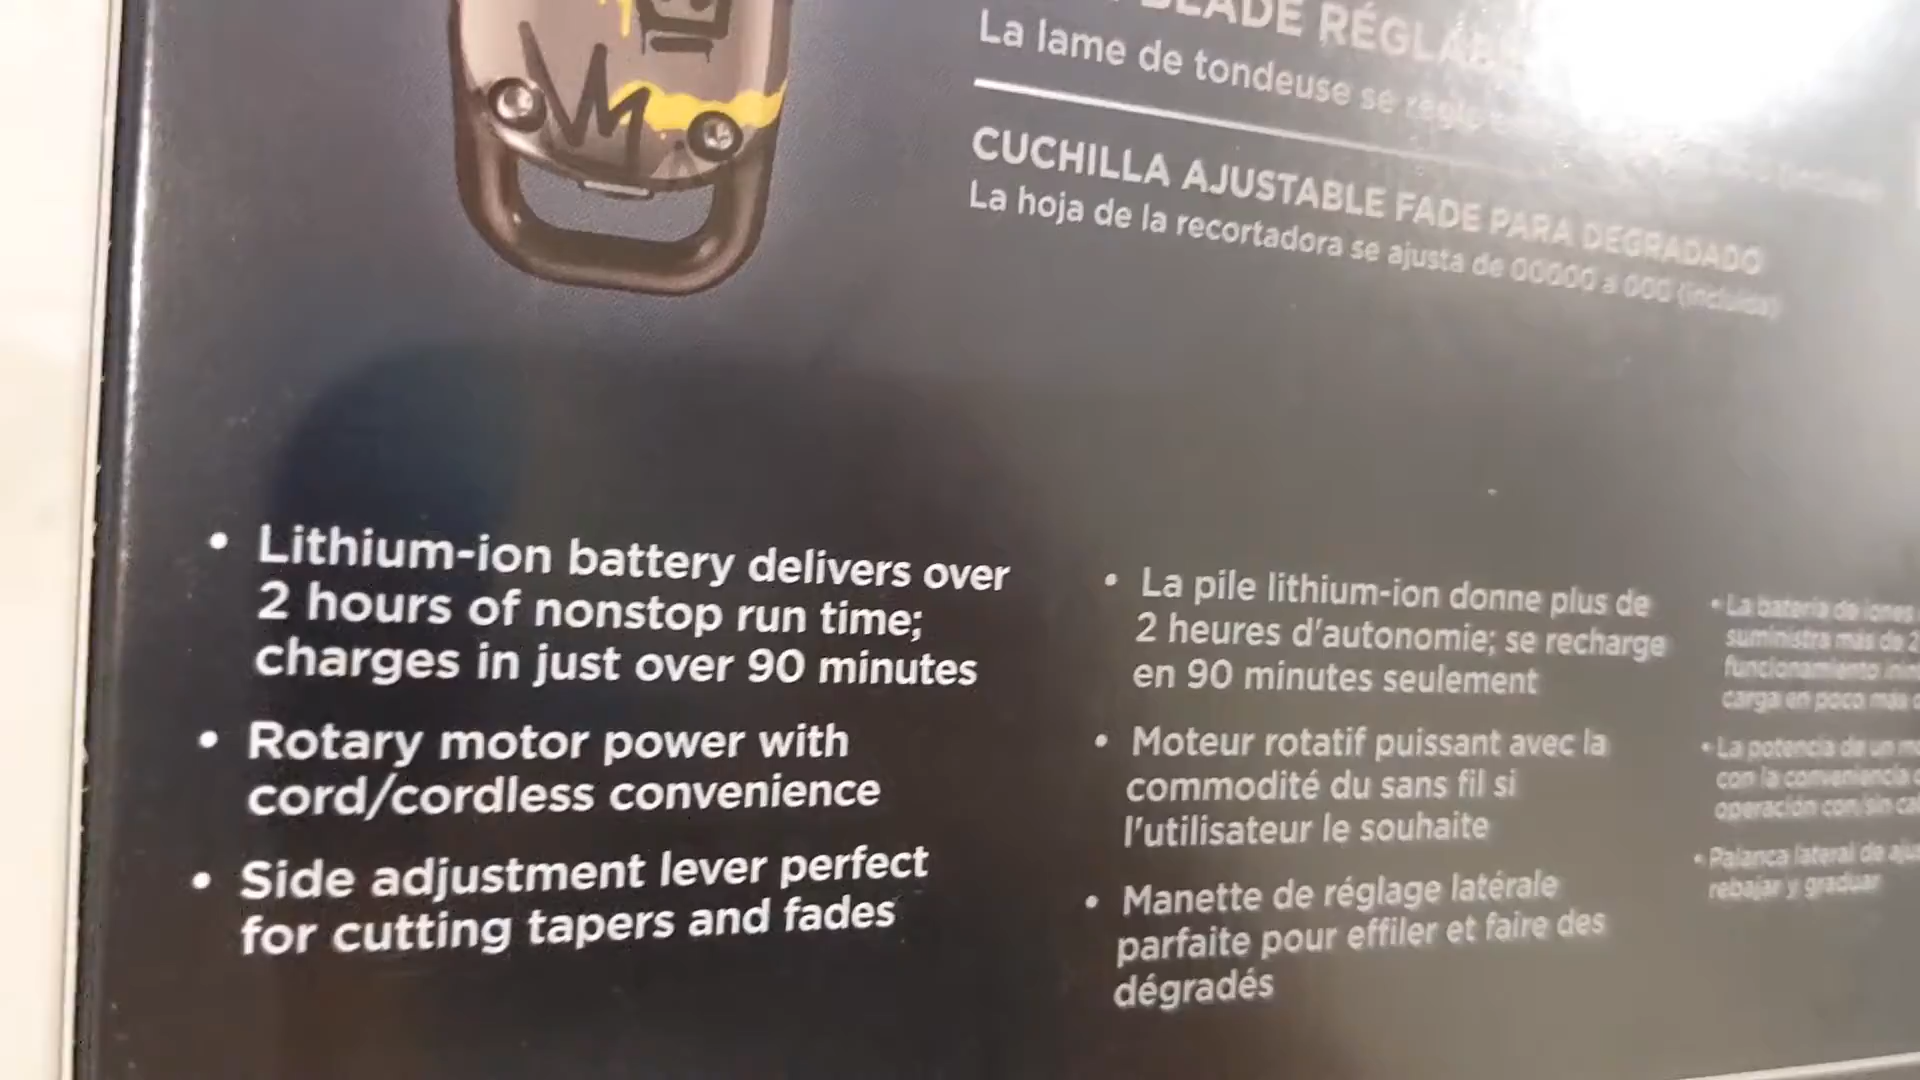 BLADE RÉGLABLE
La lame de tondeuse se règle
CUCHILLA AJUSTABLE FADE PARA DEGRADADO
La hoja de la recortadora se ajusta de 00000 a 000 (incluida)
• Lithium-ion battery delivers over
2 hours of nonstop run time;
charges in just over 90 minutes
• Rotary motor power with
cord/cordless convenience
• Side adjustment lever perfect
for cutting tapers and fades
• La pile lithium-ion donne plus de
2 heures d'autonomie; se recharge
en 90 minutes seulement
• Moteur rotatif puissant avec la
commodité du sans fil si
l'utilisateur le souhaite
• Manette de réglage latérale
parfaite pour effiler et faire des
dégradés
• La batería de iones
suministra más de 2
funcionamiento
carga en poco más
• La potencia de un
con la conveniencia
operación con/sin
• Palanca lateral de
rebajar y graduar